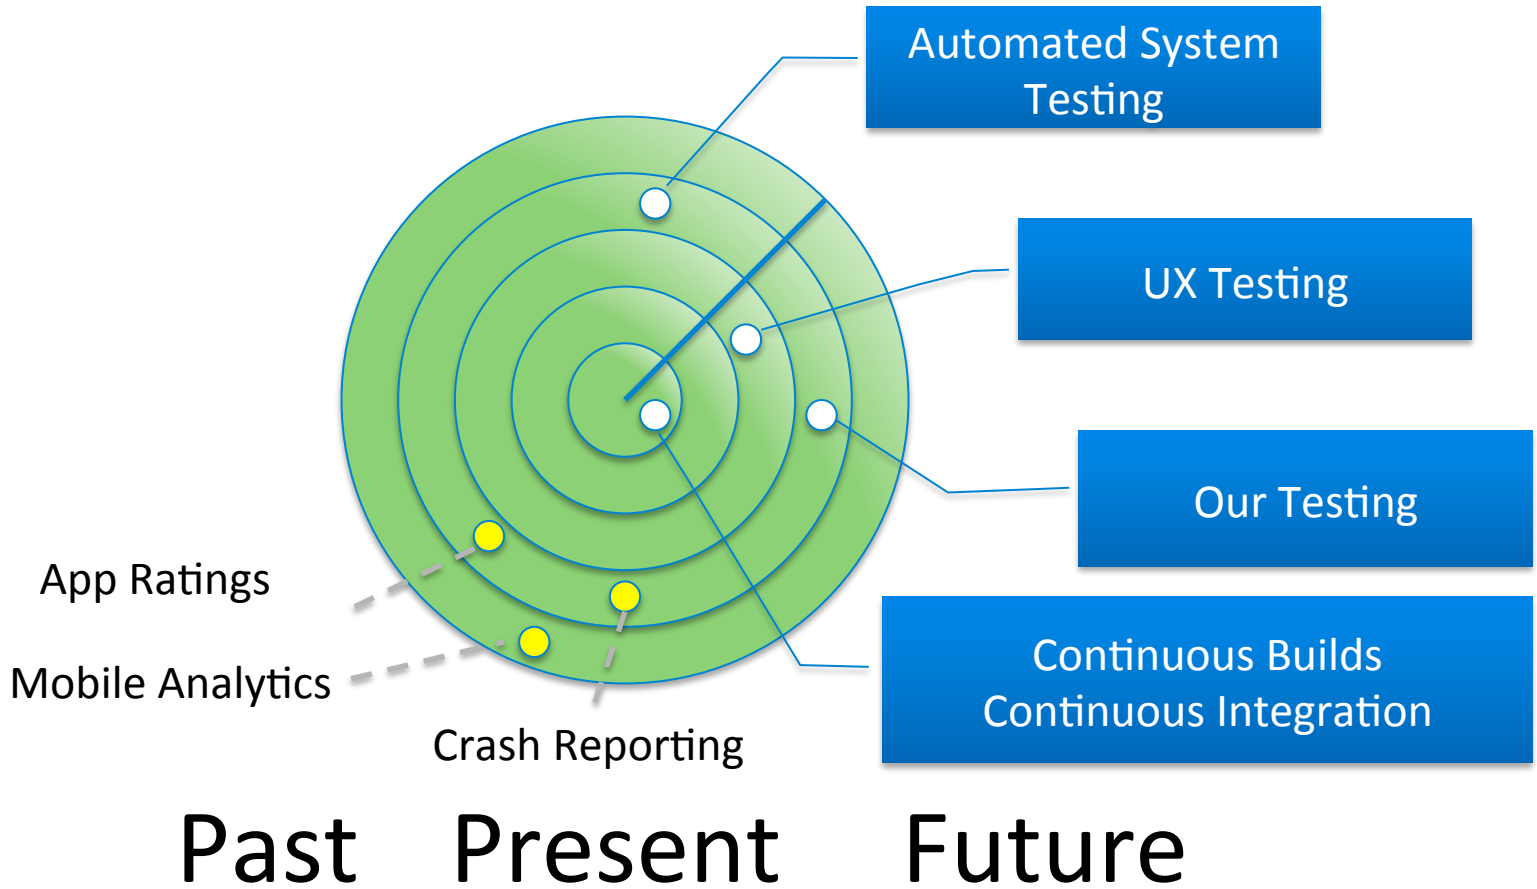 Automated System
Testing
UX Testing
Our Testing
App Ratings
Continuous Builds
Continuous Integration
Mobile Analytics
Crash Reporting
Past Present Future